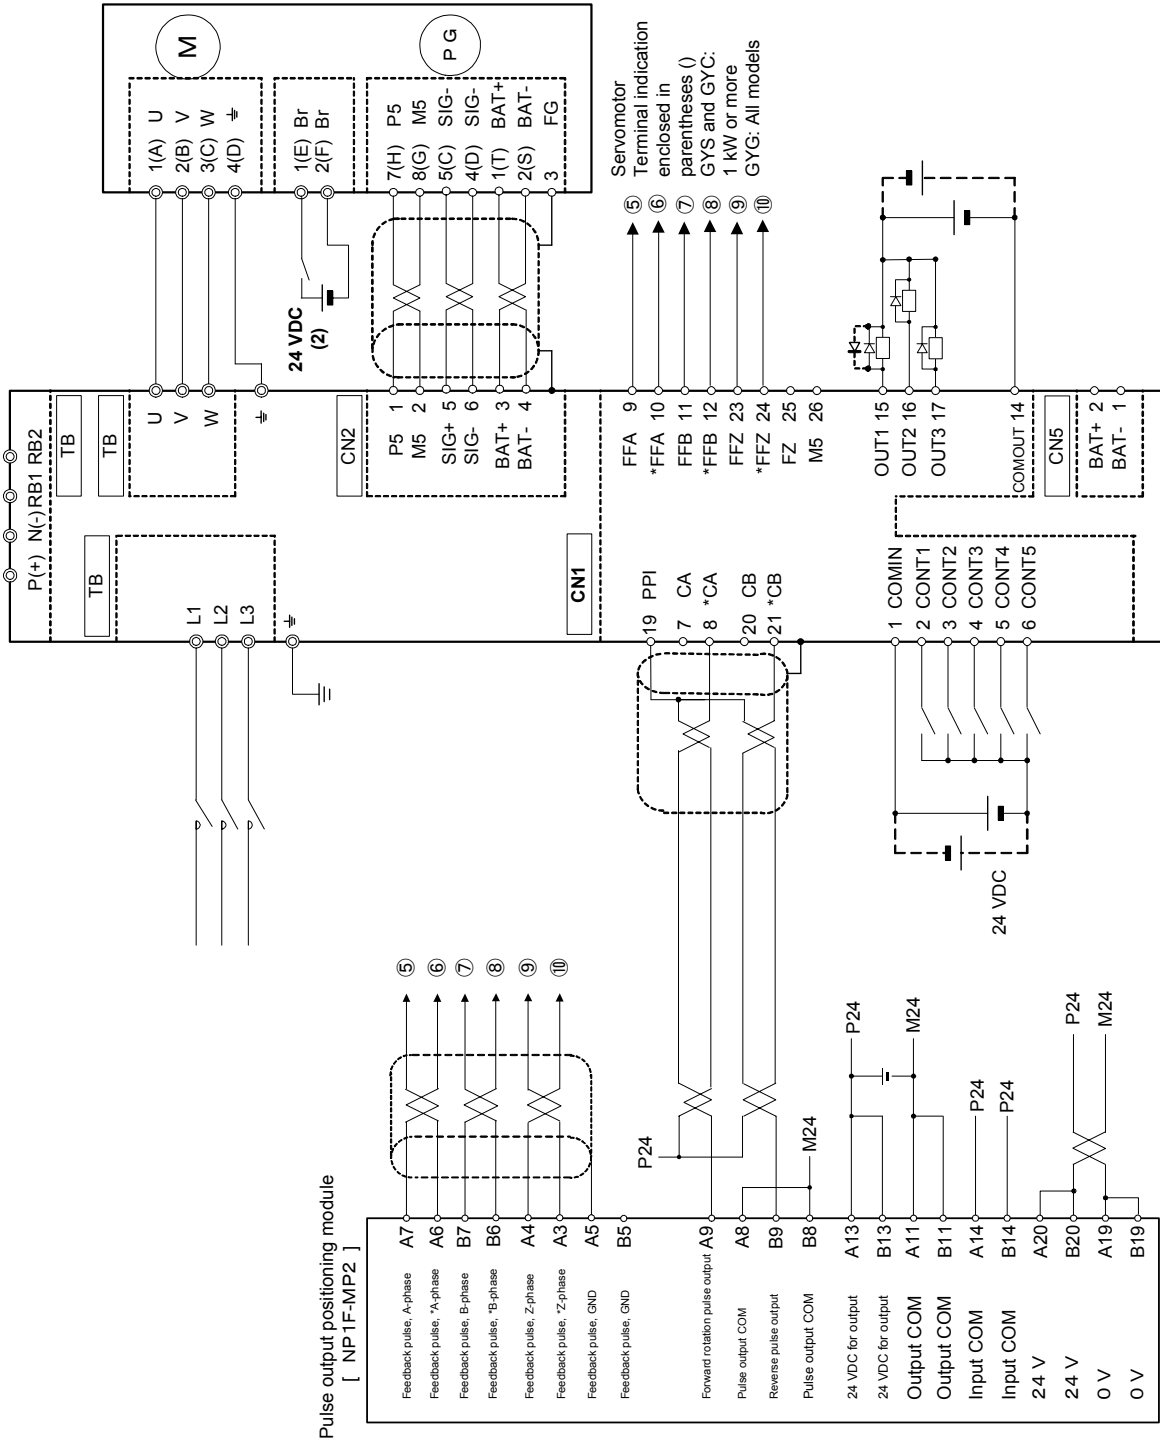 Pulse output positioning module
[ NP1F-MP2 ]
Feedback pulse, A-phase A7
Feedback pulse, *A-phase A6
Feedback pulse, B-phase B7
Feedback pulse, *B-phase B6
Feedback pulse, Z-phase A4
Feedback pulse, *Z-phase A3
Feedback pulse, GND A5
Feedback pulse, GND B5
Forward rotation pulse output A9
Pulse output COM A8
Reverse pulse output B9
Pulse output COM B8
24 VDC for output A13
24 VDC for output B13
Output COM A11
Output COM B11
Input COM A14
Input COM B14
24 V A20
24 V B20
0 V A19
0 V B19
⑤
⑥
⑦
⑧
⑨
⑩
P24
M24
P24
M24
P24
P24
P24
M24
P(+) N(-) RB1 RB2
TB
TB
TB
L1
L2
L3
U
V
W
CN2
P5 1
M5 2
SIG+ 5
SIG- 6
BAT+ 3
BAT- 4
CN1
19 PPI
7 CA
8 *CA
20 CB
21 *CB
1 COMIN
2 CONT1
3 CONT2
4 CONT3
5 CONT4
6 CONT5
24 VDC
FFA 9
*FFA 10
FFB 11
*FFB 12
FFZ 23
*FFZ 24
FZ 25
M5 26
OUT1 15
OUT2 16
OUT3 17
COMOUT 14
CN5
BAT+ 2
BAT- 1
⑤
⑥
⑦
⑧
⑨
⑩
M
1(A) U
2(B) V
3(C) W
4(D)
1(E) Br
2(F) Br
24 VDC
(2)
PG
7(H) P5
8(G) M5
5(C) SIG-
4(D) SIG-
1(T) BAT+
2(S) BAT-
3 FG
Servomotor
Terminal indication
enclosed in
parentheses ()
GYS and GYC:
1 kW or more
GYG: All models